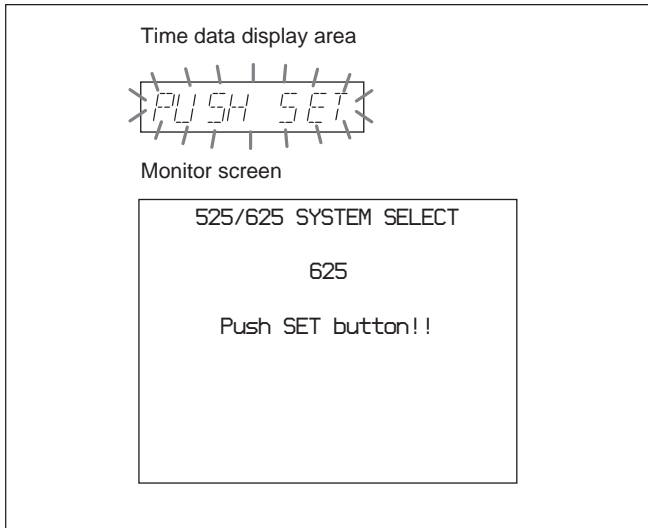 Time data display area
PUSH SET
Monitor screen
525/625 SYSTEM SELECT
625
Push SET button!!